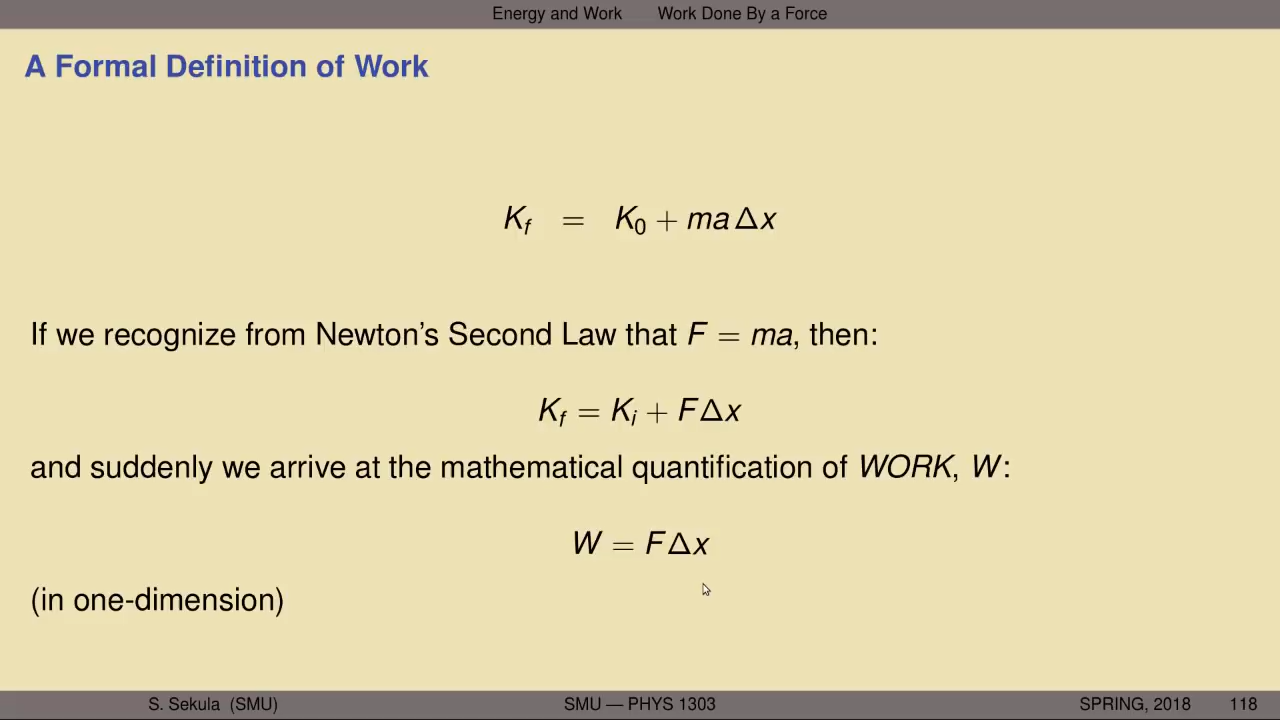 Energy and Work Work Done By a Force
A Formal Definition of Work
K_f = K_0 + ma Δx
If we recognize from Newton's Second Law that F = ma, then:
K_f = K_i + FΔx
and suddenly we arrive at the mathematical quantification of WORK, W:
W = FΔx
(in one-dimension)
S. Sekula (SMU) SMU — PHYS 1303 SPRING, 2018 118